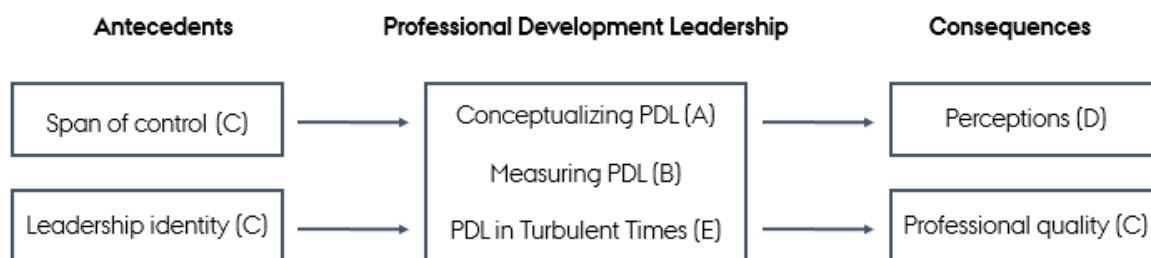 Antecedents
Professional Development Leadership
Consequences
Span of control (C)
Leadership identity (C)
Conceptualizing PDL (A)
Measuring PDL (B)
PDL in Turbulent Times (E)
Perceptions (D)
Professional quality (C)